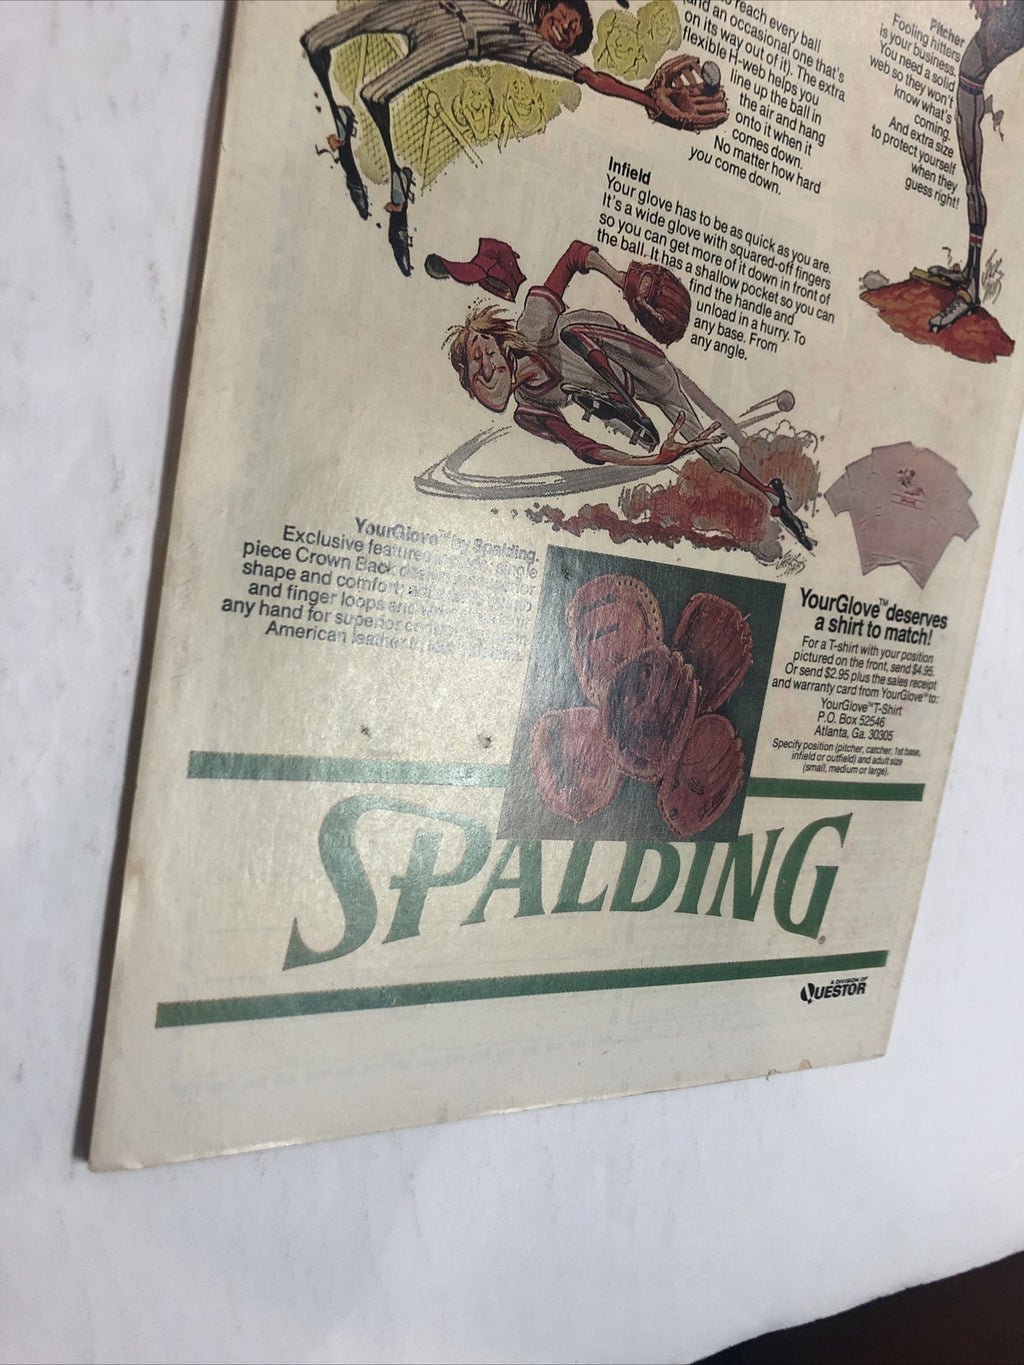 to reach every ball
(and an occasional one that's
on its way out of it). The extra
flexible H-web helps you
line up the ball in
the air and hang
onto it when it
comes down.
No matter how hard
you come down.
Pitcher
Fooling hitters
is your business.
You need a solid
web so they won't
know what's
coming.
And extra size
to protect yourself
when they
guess right!
Infield
Your glove has to be as quick as you are.
It's a wide glove with squared-off fingers
so you can get more of it down in front of
the ball. It has a shallow pocket so you can
find the handle and
unload in a hurry. To
any base. From
any angle.
YourGlove™ by Spalding.
Exclusive features single
piece Crown Back
shape and comfort;
and finger loops
any hand for superior
American leather
YourGlove™ deserves
a shirt to match!
For a T-shirt with your position
pictured on the front, send $4.95.
Or send $2.95 plus the sales receipt
and warranty card from YourGlove™ to:
YourGlove™ T-Shirt
P.O. Box 52546
Atlanta, Ga. 30305
Specify position (pitcher, catcher, 1st base,
infield or outfield) and adult size
(small, medium or large).
SPALDING®
A DIVISION OF
QUESTOR